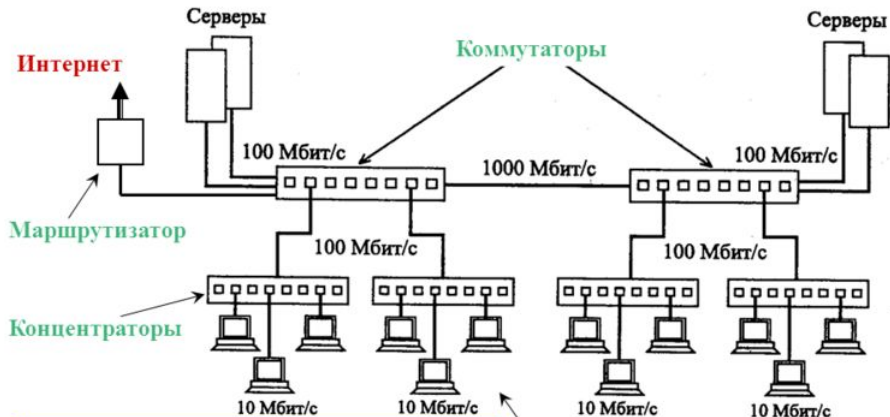 Серверы
Серверы
Коммутаторы
Интернет
100 Мбит/с
1000 Мбит/с
100 Мбит/с
Маршрутизатор
100 Мбит/с
100 Мбит/с
Концентраторы
10 Мбит/с
10 Мбит/с
10 Мбит/с
10 Мбит/с